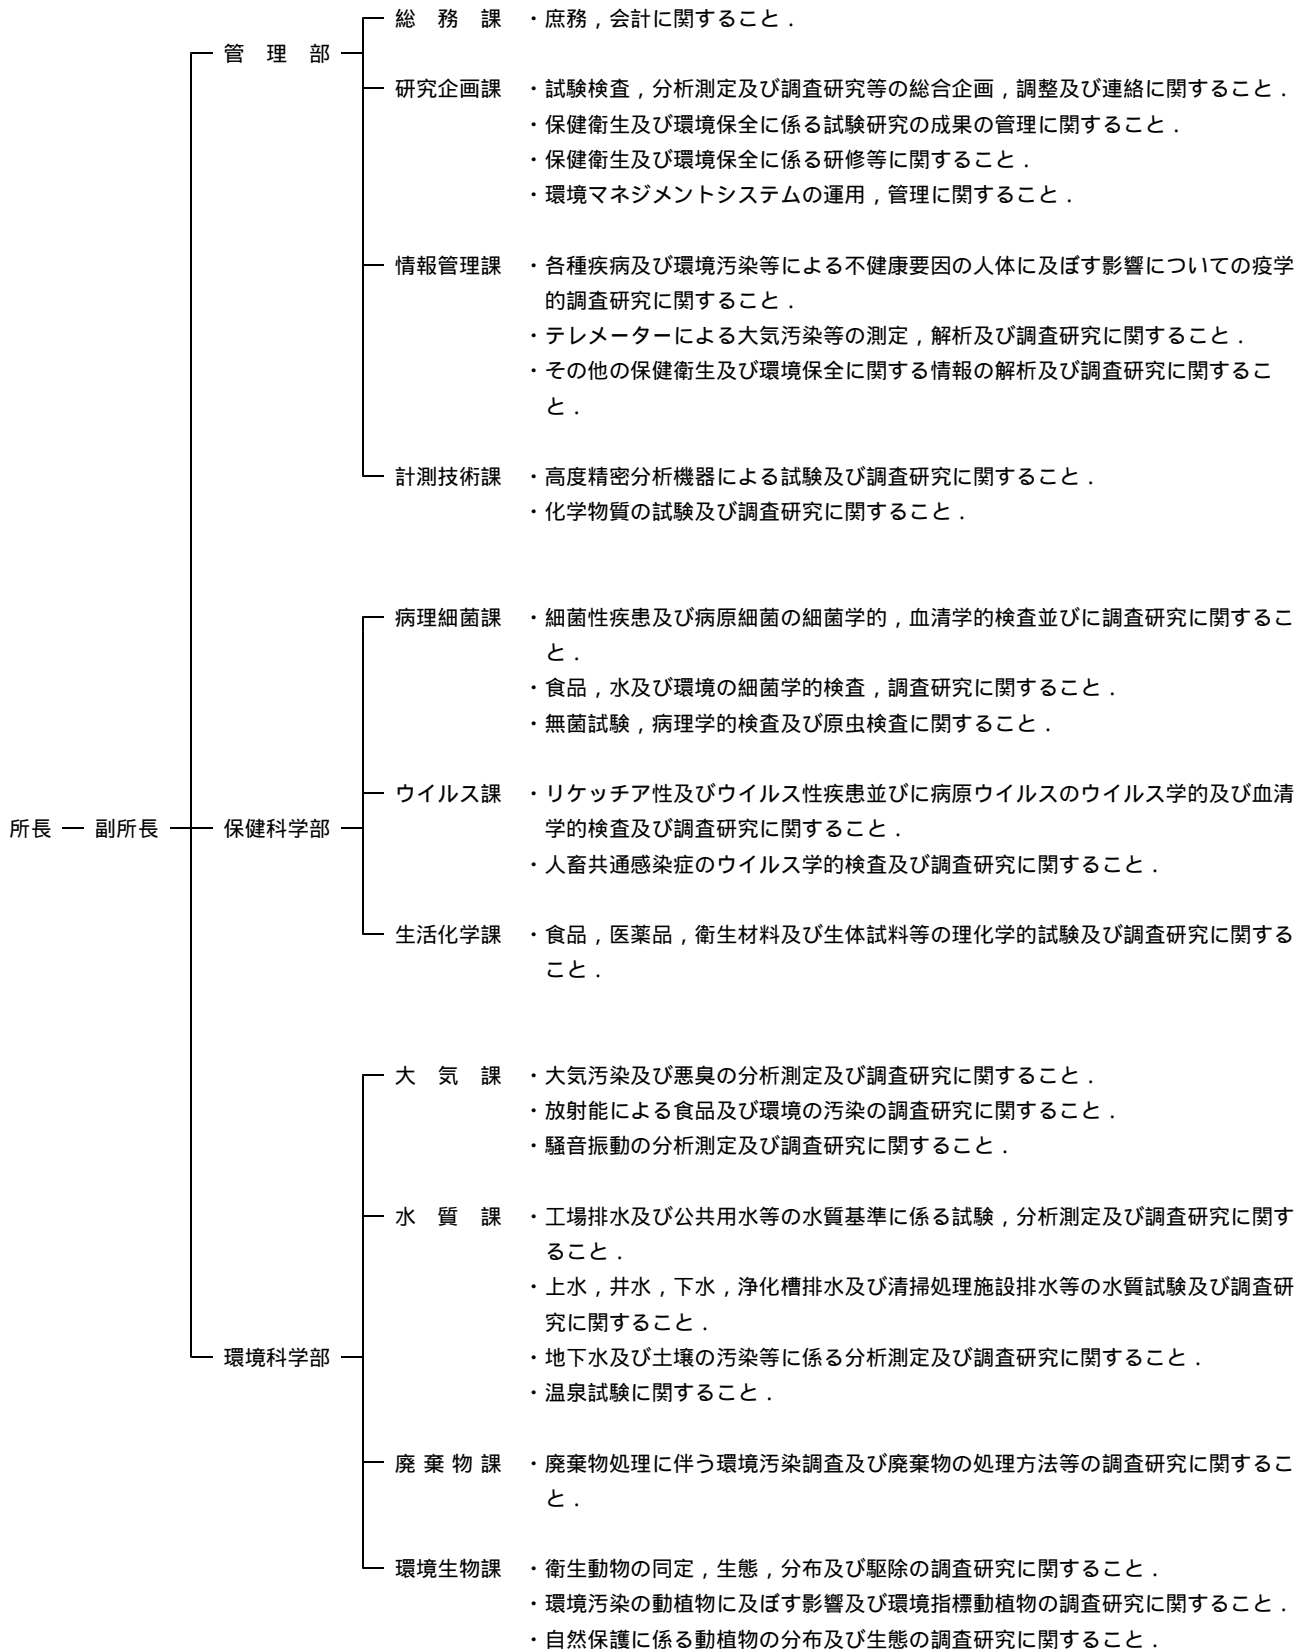 総　務　課　・庶務，会計に関すること．
管　理　部
研究企画課　・試験検査，分析測定及び調査研究等の総合企画，調整及び連絡に関すること．
・保健衛生及び環境保全に係る試験研究の成果の管理に関すること．
・保健衛生及び環境保全に係る研修等に関すること．
・環境マネジメントシステムの運用，管理に関すること．
情報管理課　・各種疾病及び環境汚染等による不健康要因の人体に及ぼす影響についての疫学
的調査研究に関すること．
・テレメーターによる大気汚染等の測定，解析及び調査研究に関すること．
・その他の保健衛生及び環境保全に関する情報の解析及び調査研究に関するこ
と．
計測技術課　・高度精密分析機器による試験及び調査研究に関すること．
・化学物質の試験及び調査研究に関すること．
病理細菌課　・細菌性疾患及び病原細菌の細菌学的，血清学的検査並びに調査研究に関するこ
と．
・食品，水及び環境の細菌学的検査，調査研究に関すること．
・無菌試験，病理学的検査及び原虫検査に関すること．
ウイルス課　・リケッチア性及びウイルス性疾患並びに病原ウイルスのウイルス学的及び血清
所長　副所長　保健科学部　学的検査及び調査研究に関すること．
・人畜共通感染症のウイルス学的検査及び調査研究に関すること．
生活化学課　・食品，医薬品，衛生材料及び生体試料等の理化学的試験及び調査研究に関する
こと．
大　気　課　・大気汚染及び悪臭の分析測定及び調査研究に関すること．
・放射能による食品及び環境の汚染の調査研究に関すること．
・騒音振動の分析測定及び調査研究に関すること．
水　質　課　・工場排水及び公共用水等の水質基準に係る試験，分析測定及び調査研究に関す
ること．
・上水，井水，下水，浄化槽排水及び清掃処理施設排水等の水質試験及び調査研
究に関すること．
環境科学部　・地下水及び土壌の汚染等に係る分析測定及び調査研究に関すること．
・温泉試験に関すること．
廃 棄 物 課　・廃棄物処理に伴う環境汚染調査及び廃棄物の処理方法等の調査研究に関するこ
と．
環境生物課　・衛生動物の同定，生態，分布及び駆除の調査研究に関すること．
・環境汚染の動植物に及ぼす影響及び環境指標動植物の調査研究に関すること．
・自然保護に係る動植物の分布及び生態の調査研究に関すること．